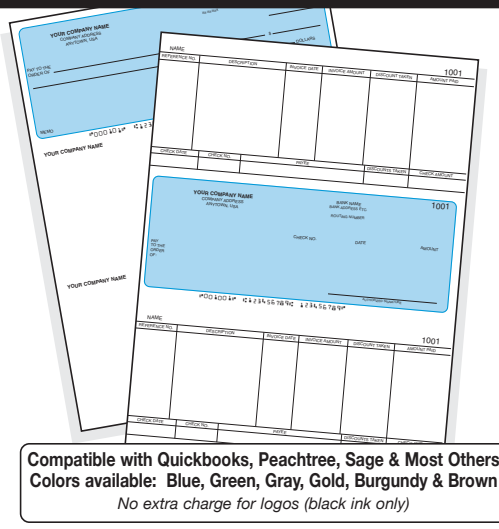 YOUR COMPANY NAME
COMPANY ADDRESS
ANYTOWN, USA
$
DOLLARS
PAY TO THE
ORDER OF
MEMO
YOUR COMPANY NAME
YOUR COMPANY NAME
NAME
1001
REFERENCE NO. DESCRIPTION INVOICE DATE INVOICE AMOUNT DISCOUNT TAKEN AMOUNT PAID
CHECK DATE CHECK NO. PAYEE DISCOUNTS TAKEN CHECK AMOUNT
YOUR COMPANY NAME
COMPANY ADDRESS
ANYTOWN, USA
BANK NAME
BANK ADDRESS ETC.
ROUTING NUMBER
1001
CHECK NO. DATE AMOUNT
PAY
TO THE
ORDER
OF:
⑈001001⑈ ⑆123456789⑆ 123456789⑈
NAME
1001
REFERENCE NO. DESCRIPTION INVOICE DATE INVOICE AMOUNT DISCOUNT TAKEN AMOUNT PAID
CHECK DATE CHECK NO. PAYEE DISCOUNTS TAKEN
Compatible with Quickbooks, Peachtree, Sage & Most Others
Colors available: Blue, Green, Gray, Gold, Burgundy & Brown
No extra charge for logos (black ink only)